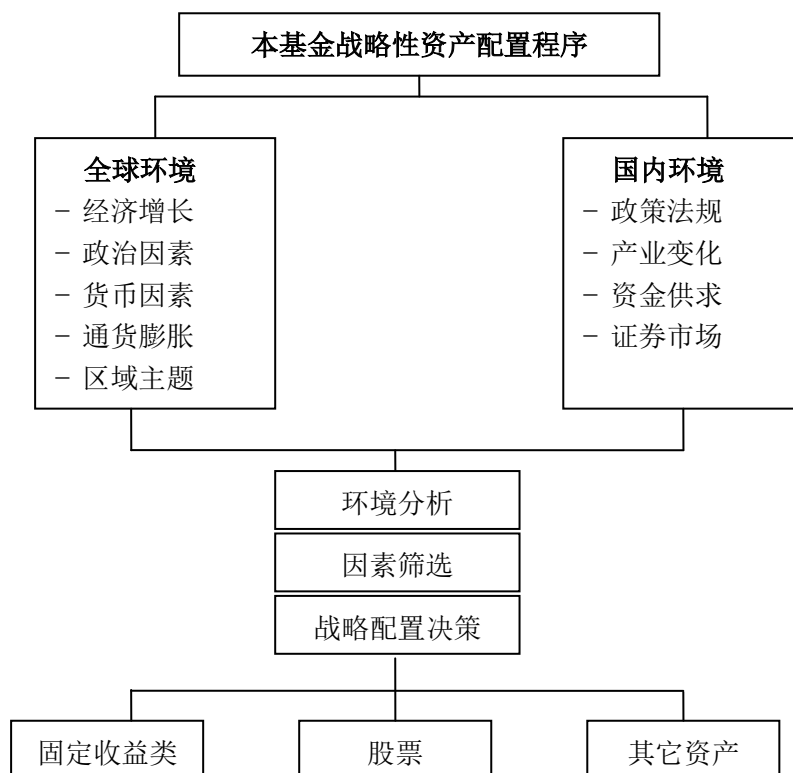 本基金战略性资产配置程序
全球环境
– 经济增长
– 政治因素
– 货币因素
– 通货膨胀
– 区域主题
国内环境
– 政策法规
– 产业变化
– 资金供求
– 证券市场
环境分析
因素筛选
战略配置决策
固定收益类
股票
其它资产